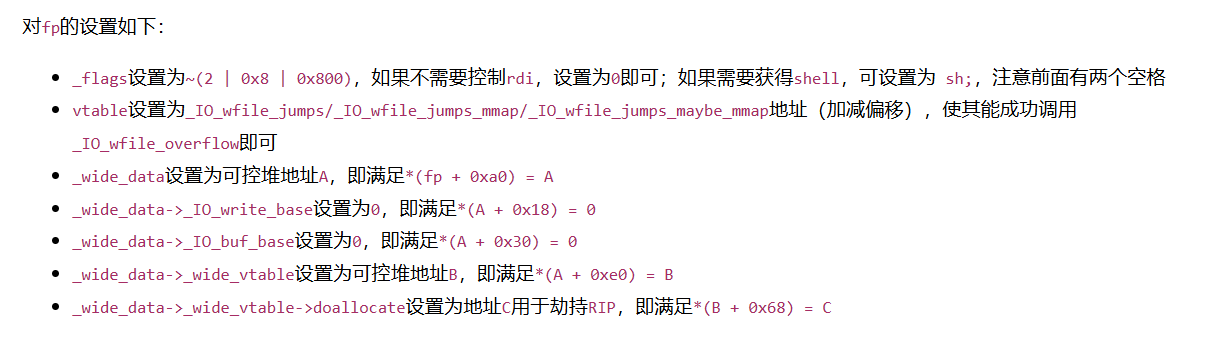 对fp的设置如下：
_flags设置为~(2 | 0x8 | 0x800)，如果不需要控制rdi，设置为0即可；如果需要获得shell，可设置为 sh;，注意前面有两个空格
vtable设置为_IO_wfile_jumps/_IO_wfile_jumps_mmap/_IO_wfile_jumps_maybe_mmap地址（加减偏移），使其能成功调用
_IO_wfile_overflow即可
_wide_data设置为可控堆地址A，即满足*(fp + 0xa0) = A
_wide_data->_IO_write_base设置为0，即满足*(A + 0x18) = 0
_wide_data->_IO_buf_base设置为0，即满足*(A + 0x30) = 0
_wide_data->_wide_vtable设置为可控堆地址B，即满足*(A + 0xe0) = B
_wide_data->_wide_vtable->doallocate设置为地址C用于劫持RIP，即满足*(B + 0x68) = C